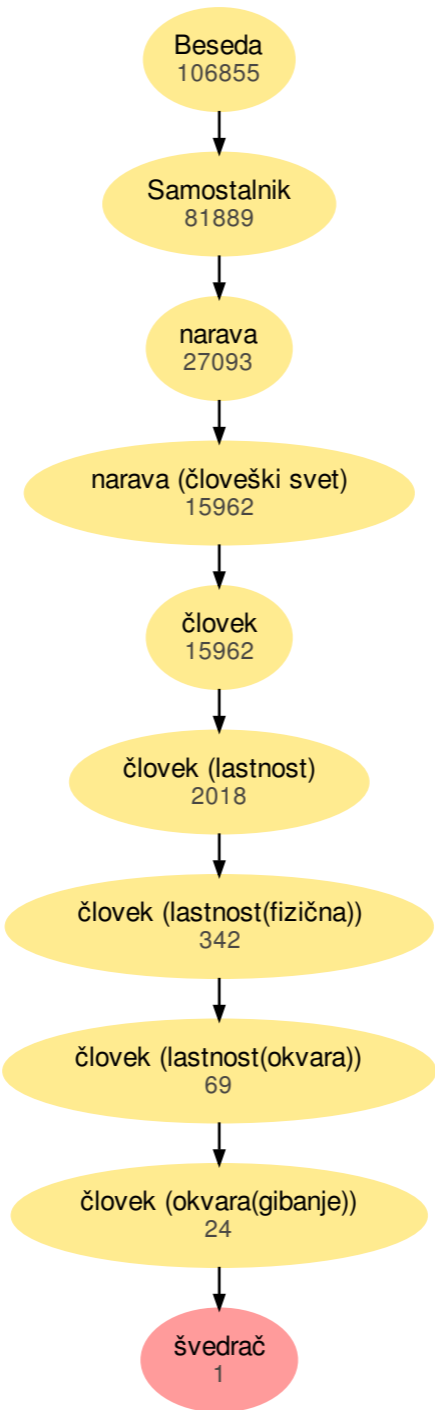 Beseda
106855
Samostalnik
81889
narava
27093
narava (človeški svet)
15962
človek
15962
človek (lastnost)
2018
človek (lastnost(fizična))
342
človek (lastnost(okvara))
69
človek (okvara(gibanje))
24
švedrač
1